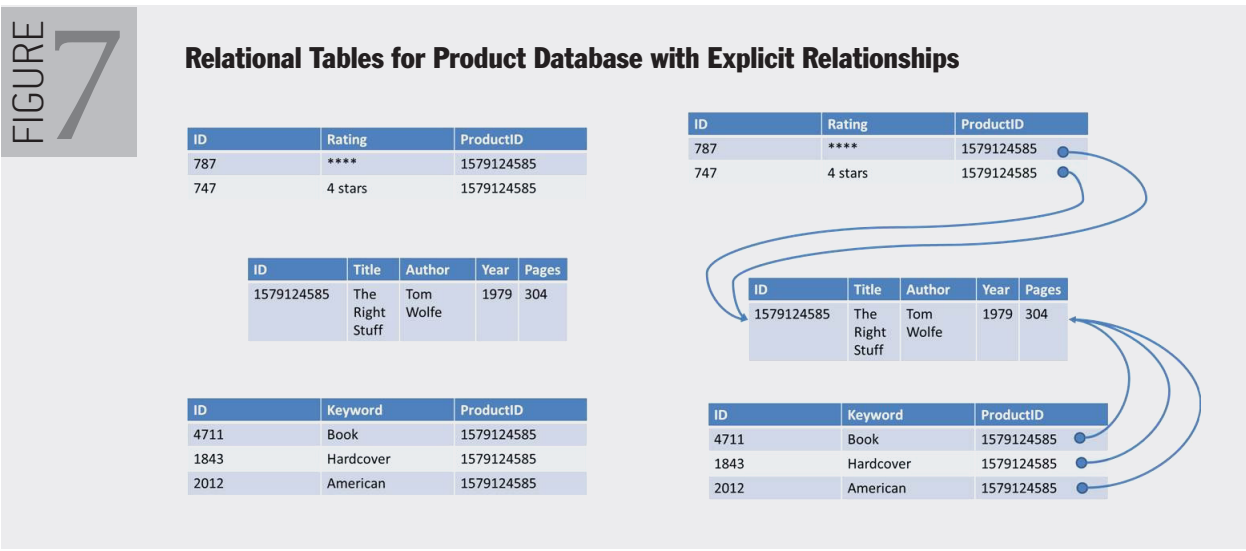 FIGURE 7
Relational Tables for Product Database with Explicit Relationships
ID Rating ProductID
787 **** 1579124585
747 4 stars 1579124585
ID Title Author Year Pages
1579124585 The Tom 1979 304
Right Wolfe
Stuff
ID Keyword ProductID
4711 Book 1579124585
1843 Hardcover 1579124585
2012 American 1579124585
ID Rating ProductID
787 **** 1579124585
747 4 stars 1579124585
ID Title Author Year Pages
1579124585 The Tom 1979 304
Right Wolfe
Stuff
ID Keyword ProductID
4711 Book 1579124585
1843 Hardcover 1579124585
2012 American 1579124585